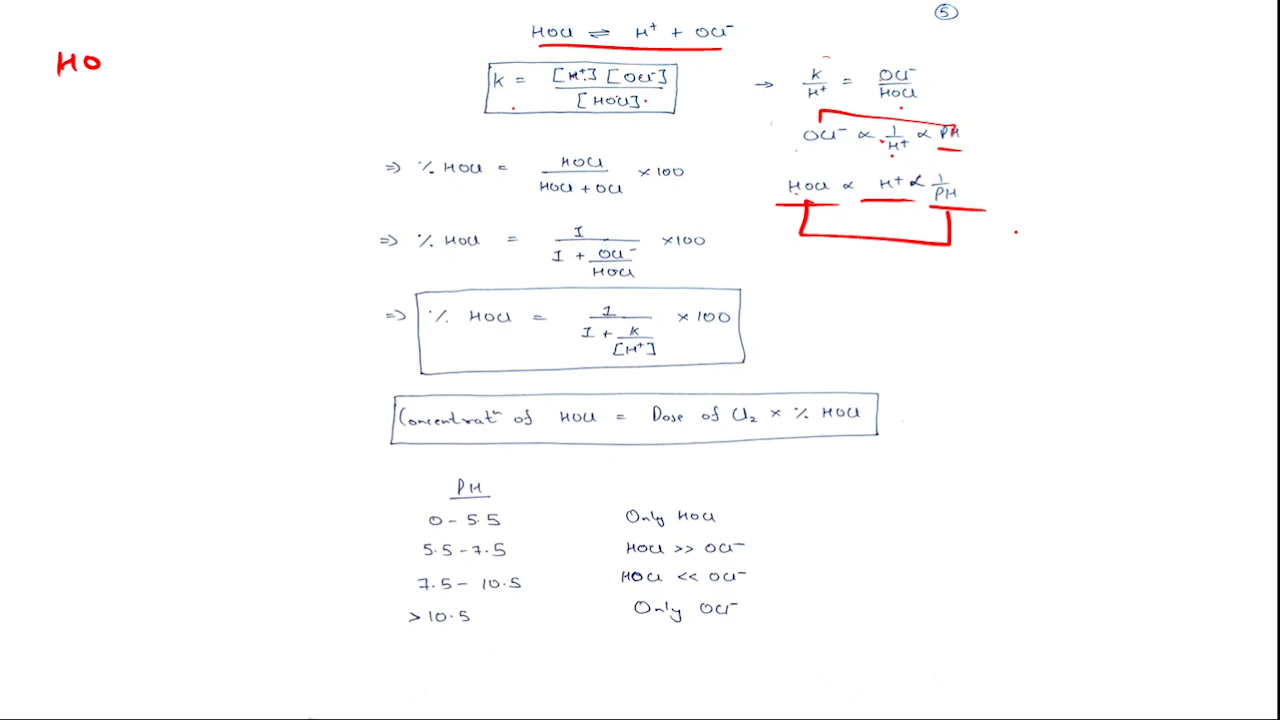 5
HOCl ⇌ H⁺ + OCl⁻
HO
K = [H⁺] [OCl⁻] / [HOCl]
→ K/H⁺ = OCl⁻/HOCl
OCl⁻ ∝ 1/H⁺ ∝ PH
HOCl ∝ H⁺ ∝ 1/PH
⇒ % HOCl = HOCl / HOCl + OCl × 100
⇒ % HOCl = 1 / 1 + OCl⁻/HOCl × 100
⇒ % HOCl = 1 / 1 + K/[H⁺] × 100
Concentratⁿ of HOCl = Dose of Cl₂ × % HOCl
PH
0 - 5.5 Only HOCl
5.5 - 7.5 HOCl >> OCl⁻
7.5 - 10.5 HOCl << OCl⁻
> 10.5 Only OCl⁻